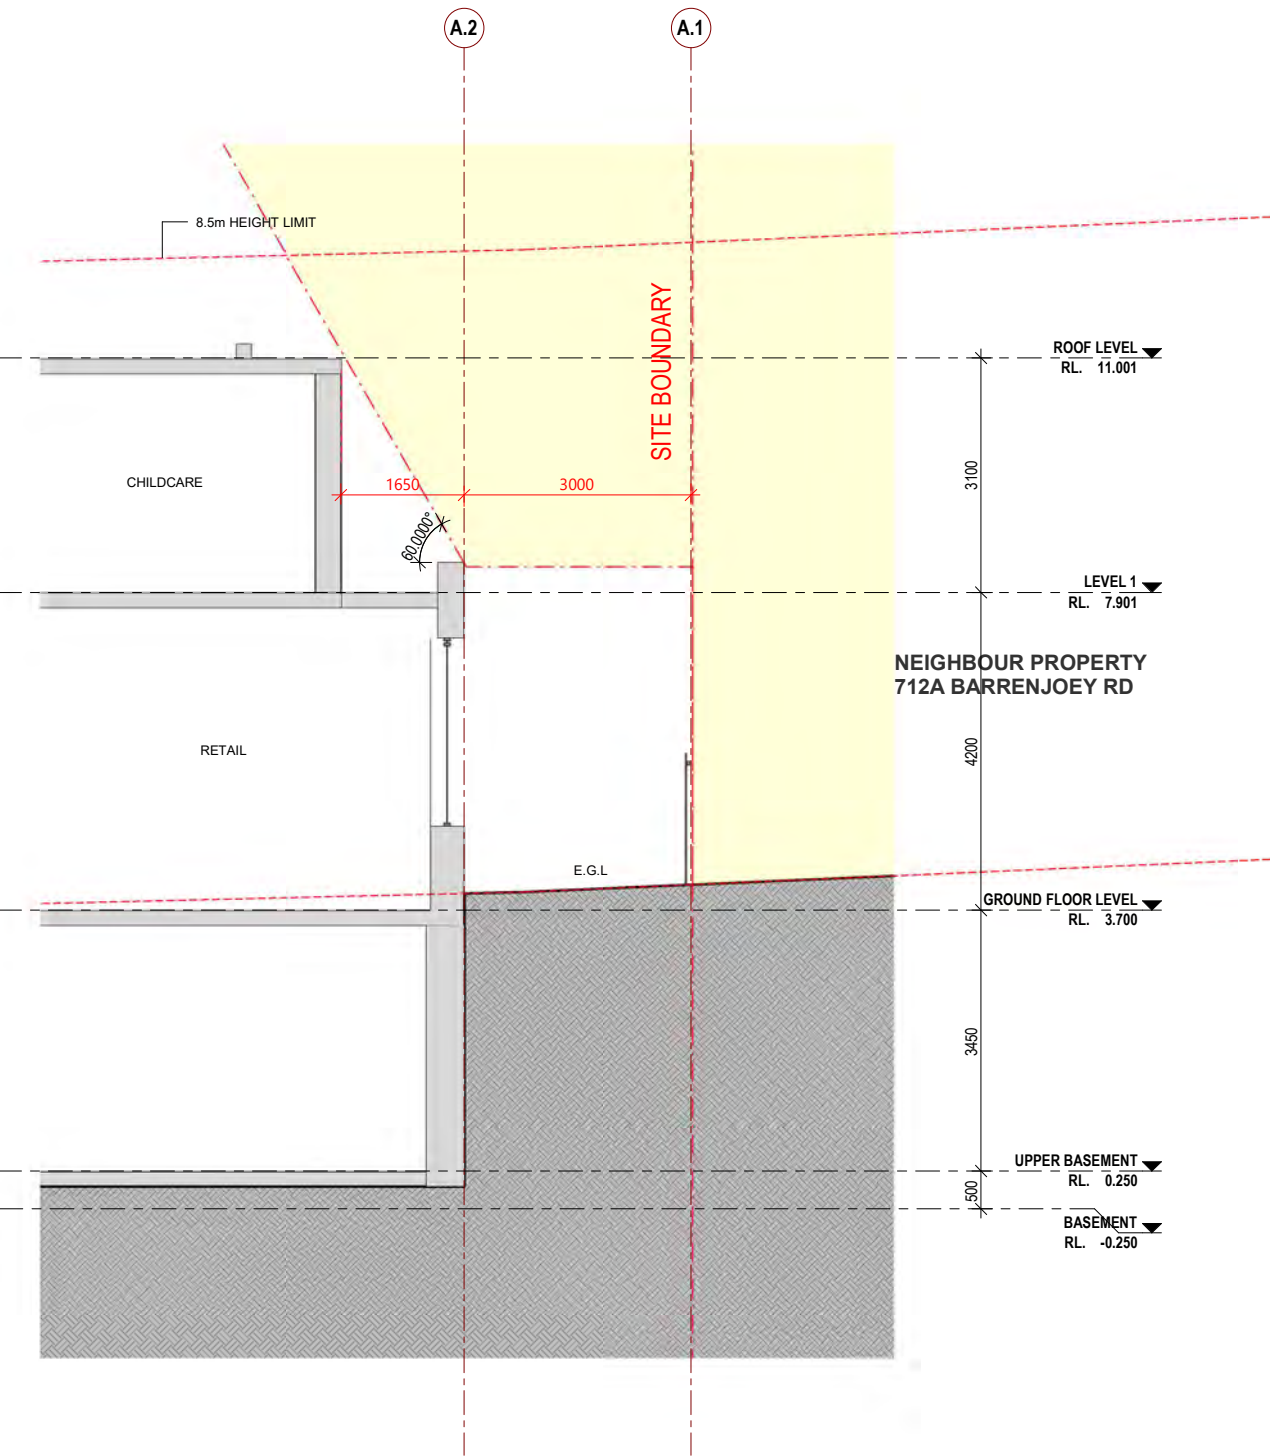 A.2
A.1
8.5m HEIGHT LIMIT
SITE BOUNDARY
ROOF LEVEL
RL. 11.001
CHILDCARE
3100
1650
3000
60.0000°
LEVEL 1
RL. 7.901
NEIGHBOUR PROPERTY
712A BARRENJOEY RD
RETAIL
4200
E.G.L
GROUND FLOOR LEVEL
RL. 3.700
3450
UPPER BASEMENT
RL. 0.250
500
BASEMENT
RL. -0.250